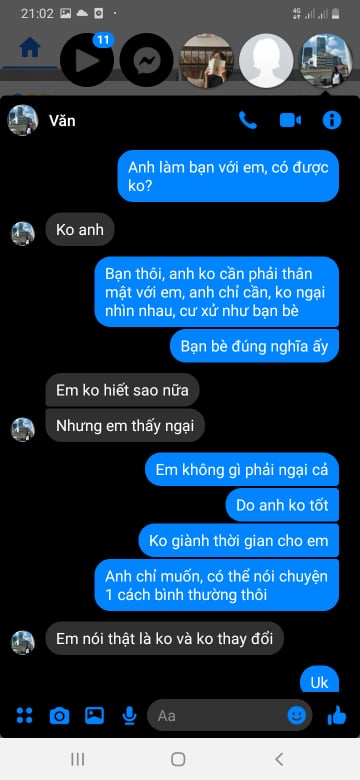 21:02
4G
11
Văn
Anh làm bạn với em, có được
ko?
Ko anh
Bạn thôi, anh ko cần phải thân
mật với em, anh chỉ cần, ko ngại
nhìn nhau, cư xử như bạn bè
Bạn bè đúng nghĩa ấy
Em ko hiết sao nữa
Nhưng em thấy ngại
Em không gì phải ngại cả
Do anh ko tốt
Ko giành thời gian cho em
Anh chỉ muốn, có thể nói chuyện
1 cách bình thường thôi
Em nói thật là ko và ko thay đổi
Uk
Aa